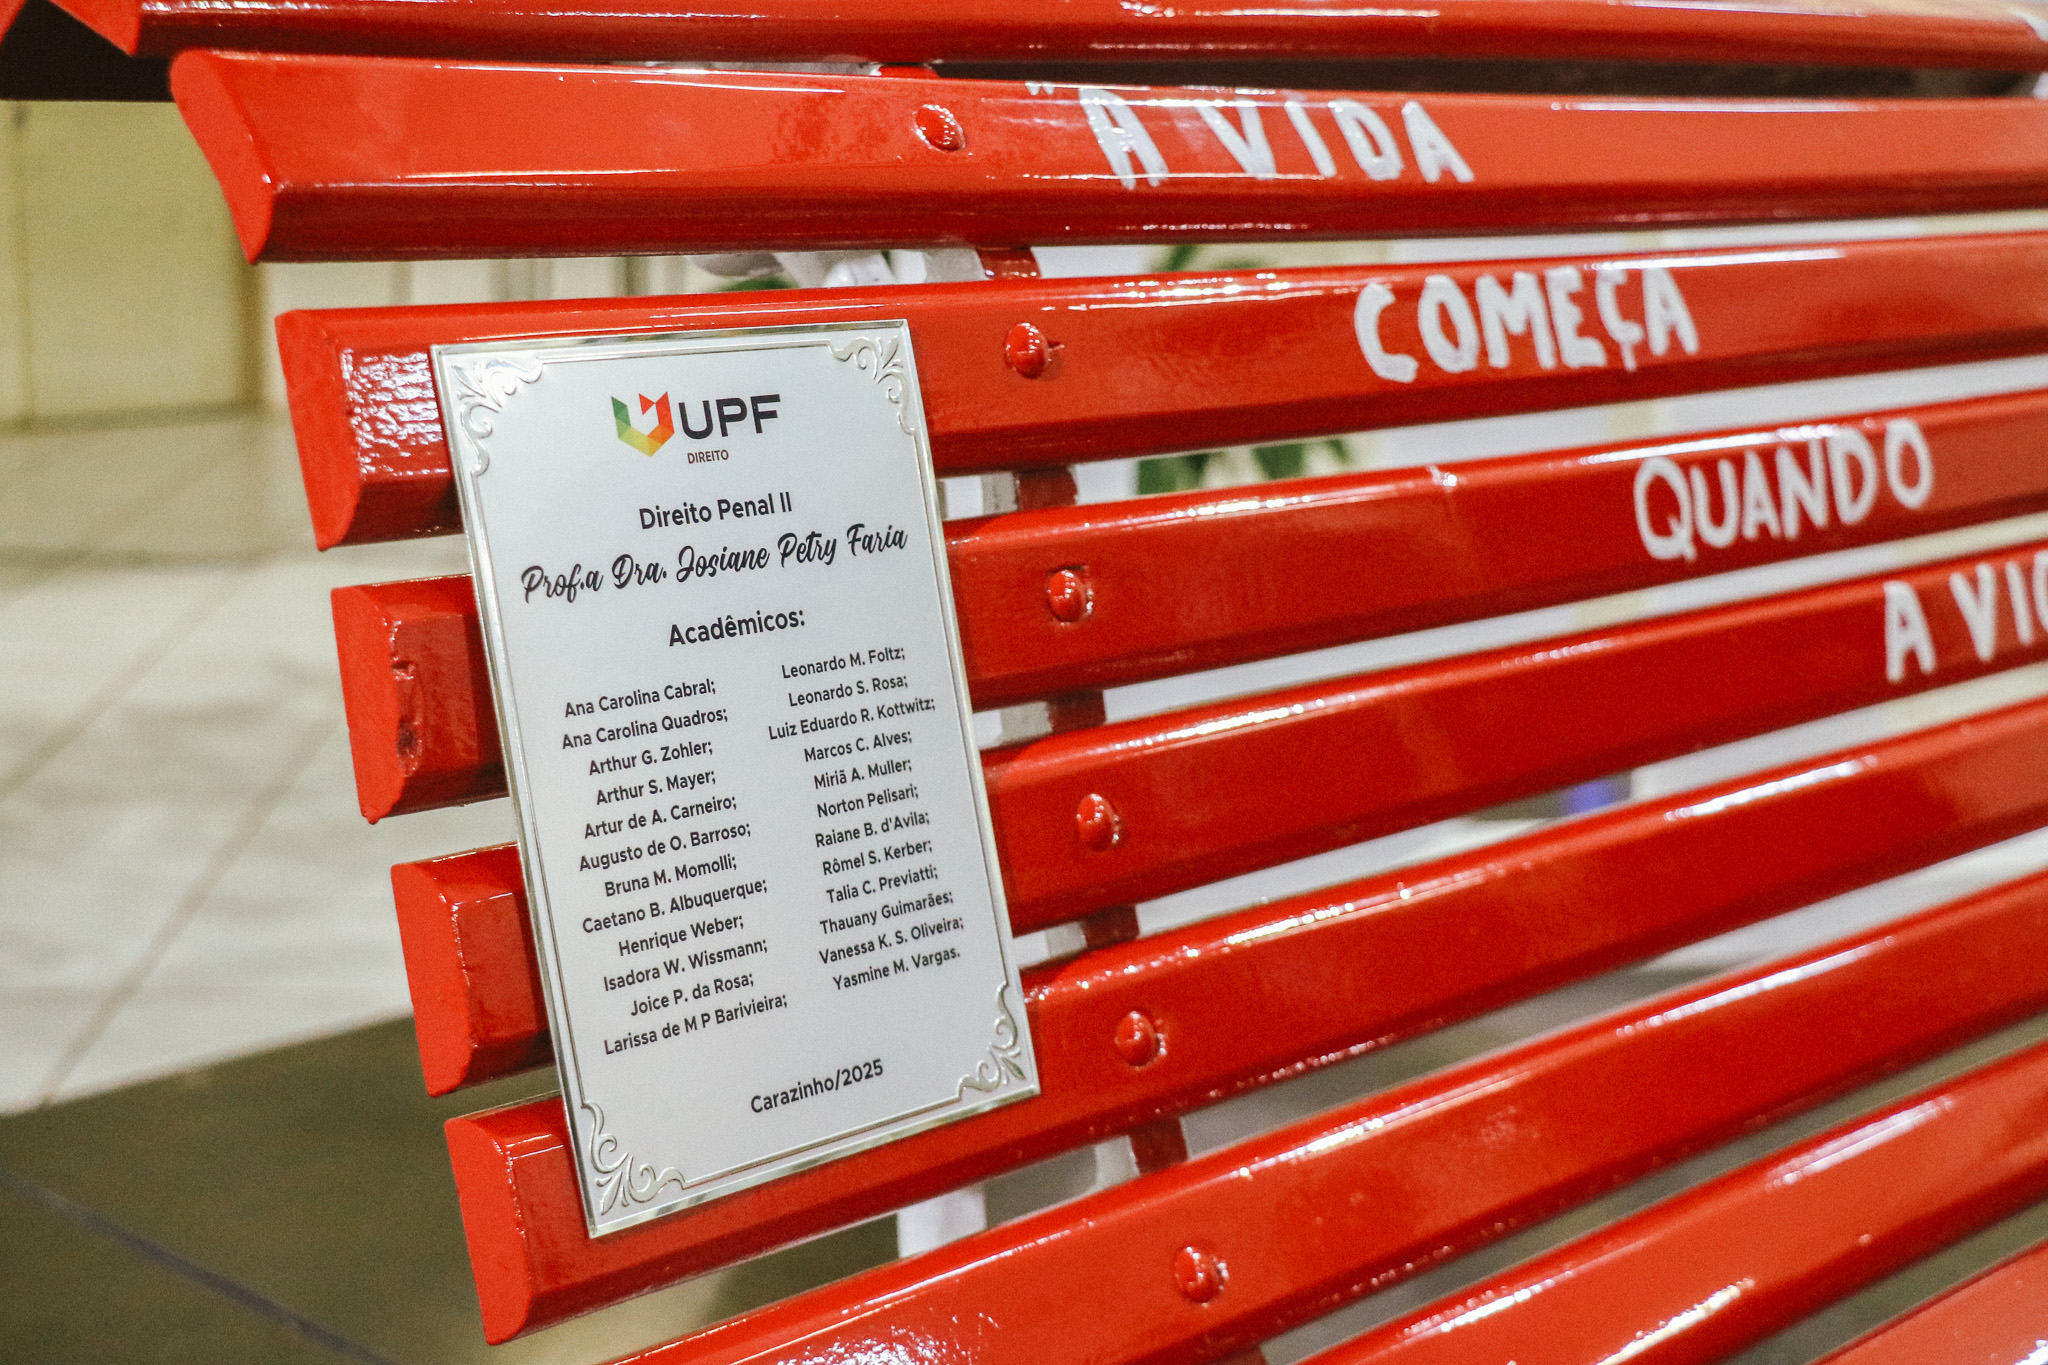 "A VIDA
COMEÇA
QUANDO
A
UPF
DIREITO
Direito Penal II
Prof.a Dra. Josiane Petry Faria
Acadêmicos:
Ana Carolina Cabral;
Ana Carolina Quadros;
Arthur G. Zohler;
Arthur S. Mayer;
Artur de A. Carneiro;
Augusto de O. Barroso;
Bruna M. Momolli;
Caetano B. Albuquerque;
Henrique Weber;
Isadora W. Wissmann;
Joice P. da Rosa;
Larissa de M P Barivieira;
Leonardo M. Foltz;
Leonardo S. Rosa;
Luiz Eduardo R. Kottwitz;
Marcos C. Alves;
Miriã A. Muller;
Norton Pelisari;
Raiane B. d'Avila;
Rômel S. Kerber;
Talia C. Previatti;
Thauany Guimarães;
Vanessa K. S. Oliveira;
Yasmine M. Vargas.
Carazinho/2025